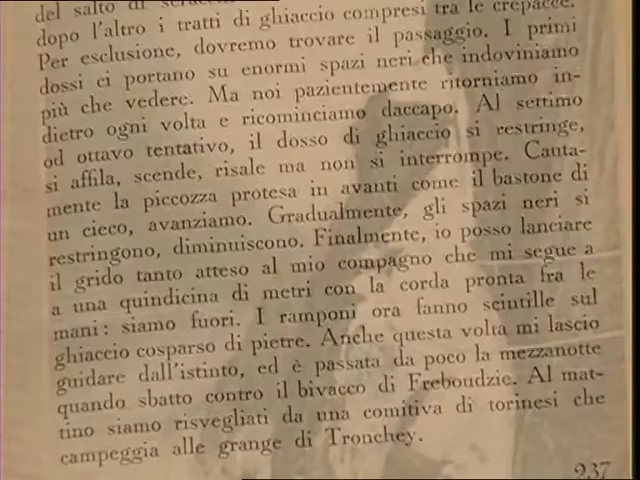 del salto di
dopo l'altro i tratti di ghiaccio compresi tra le crepacce.
Per esclusione, dovremo trovare il passaggio. I primi
dossi ci portano su enormi spazi neri che indoviniamo
più che vedere. Ma noi pazientemente ritorniamo in-
dietro ogni volta e ricominciamo daccapo. Al settimo
od ottavo tentativo, il dosso di ghiaccio si restringe,
si affila, scende, risale ma non si interrompe. Cauta-
mente la piccozza protesa in avanti come il bastone di
un cieco, avanziamo. Gradualmente, gli spazi neri si
restringono, diminuiscono. Finalmente, io posso lanciare
il grido tanto atteso al mio compagno che mi segue a
a una quindicina di metri con la corda pronta fra le
mani: siamo fuori. I ramponi ora fanno scintille sul
ghiaccio cosparso di pietre. Anche questa volta mi lascio
guidare dall'istinto, ed è passata da poco la mezzanotte
quando sbatto contro il bivacco di Freboudzie. Al mat-
tino siamo risvegliati da una comitiva di torinesi che
campeggia alle grange di Tronchey.
237